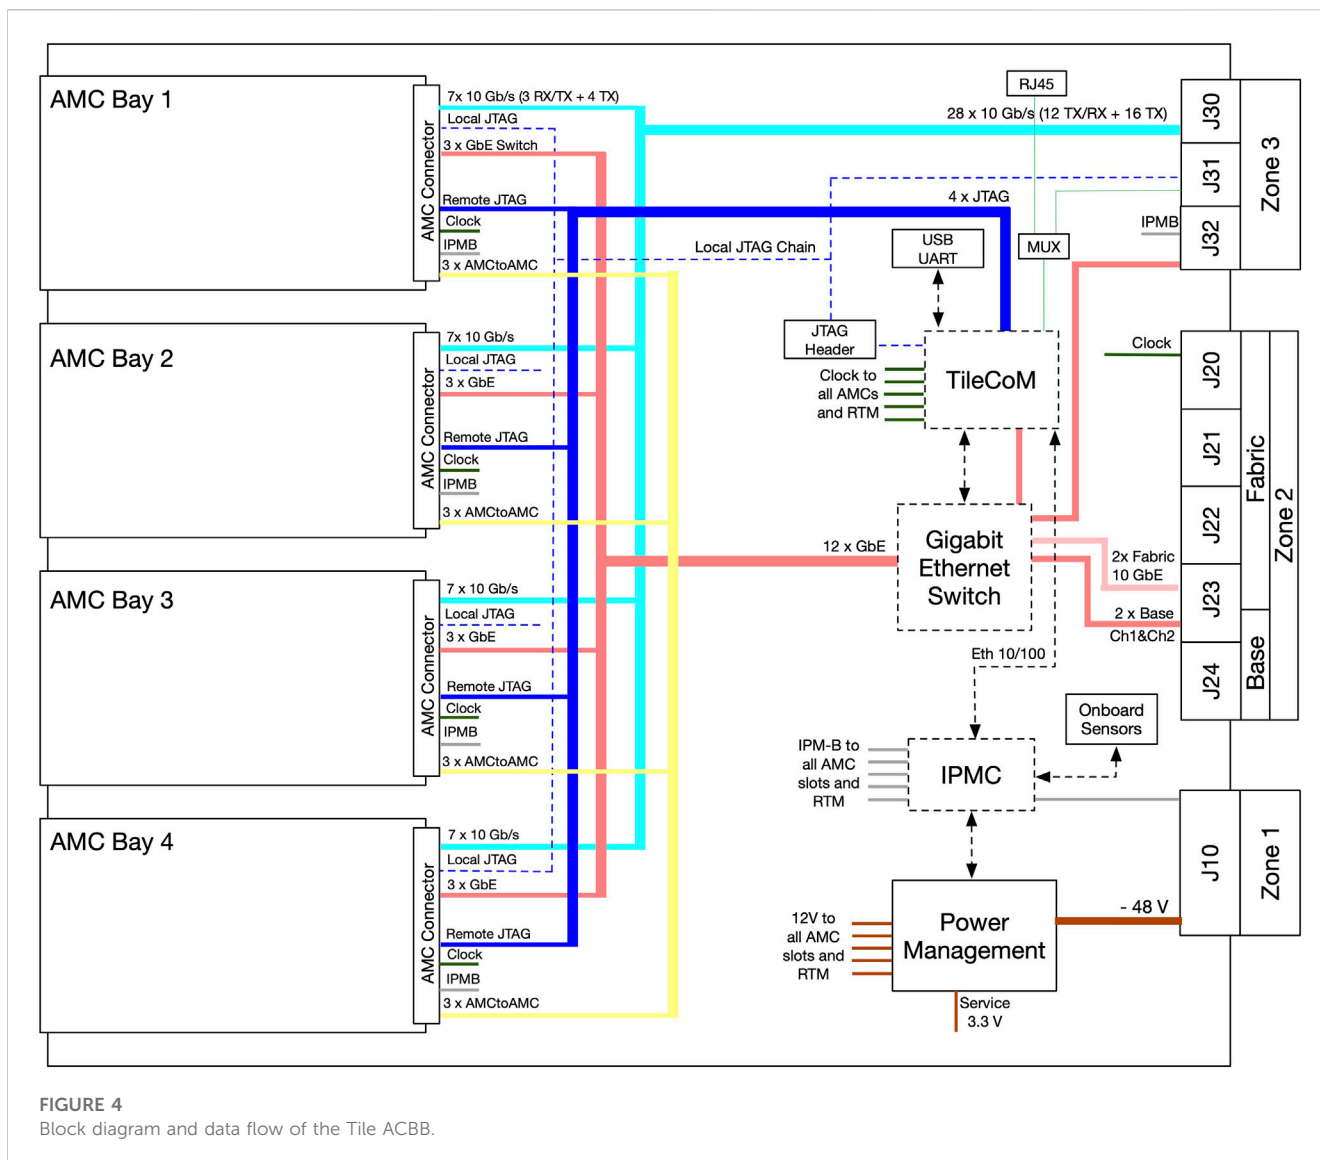 AMC Bay 1
AMC Connector
7x 10 Gb/s (3 RX/TX + 4 TX)
Local JTAG
3 x GbE Switch
Remote JTAG
Clock
IPMB
3 x AMCtoAMC
AMC Bay 2
AMC Connector
7x 10 Gb/s
Local JTAG
3 x GbE
Remote JTAG
Clock
IPMB
3 x AMCtoAMC
AMC Bay 3
AMC Connector
7 x 10 Gb/s
Local JTAG
3 x GbE
Remote JTAG
Clock
IPMB
3 x AMCtoAMC
AMC Bay 4
AMC Connector
7 x 10 Gb/s
Local JTAG
3 x GbE
Remote JTAG
Clock
IPMB
3 x AMCtoAMC
RJ45
28 x 10 Gb/s (12 TX/RX + 16 TX)
4 x JTAG
Local JTAG Chain
USB
UART
MUX
IPMB
JTAG
Header
TileCoM
Clock to
all AMCs
and RTM
Clock
12 x GbE
Gigabit
Ethernet
Switch
2x Fabric
10 GbE
2 x Base
Ch1&Ch2
Eth 10/100
Onboard
Sensors
IPM-B to
all AMC
slots and
RTM
IPMC
12V to
all AMC
slots and
RTM
Power
Management
- 48 V
Service
3.3 V
J30
J31
J32
Zone 3
J20
J21
J22
J23
J24
Fabric
Base
Zone 2
J10
Zone 1
FIGURE 4
Block diagram and data flow of the Tile ACBB.